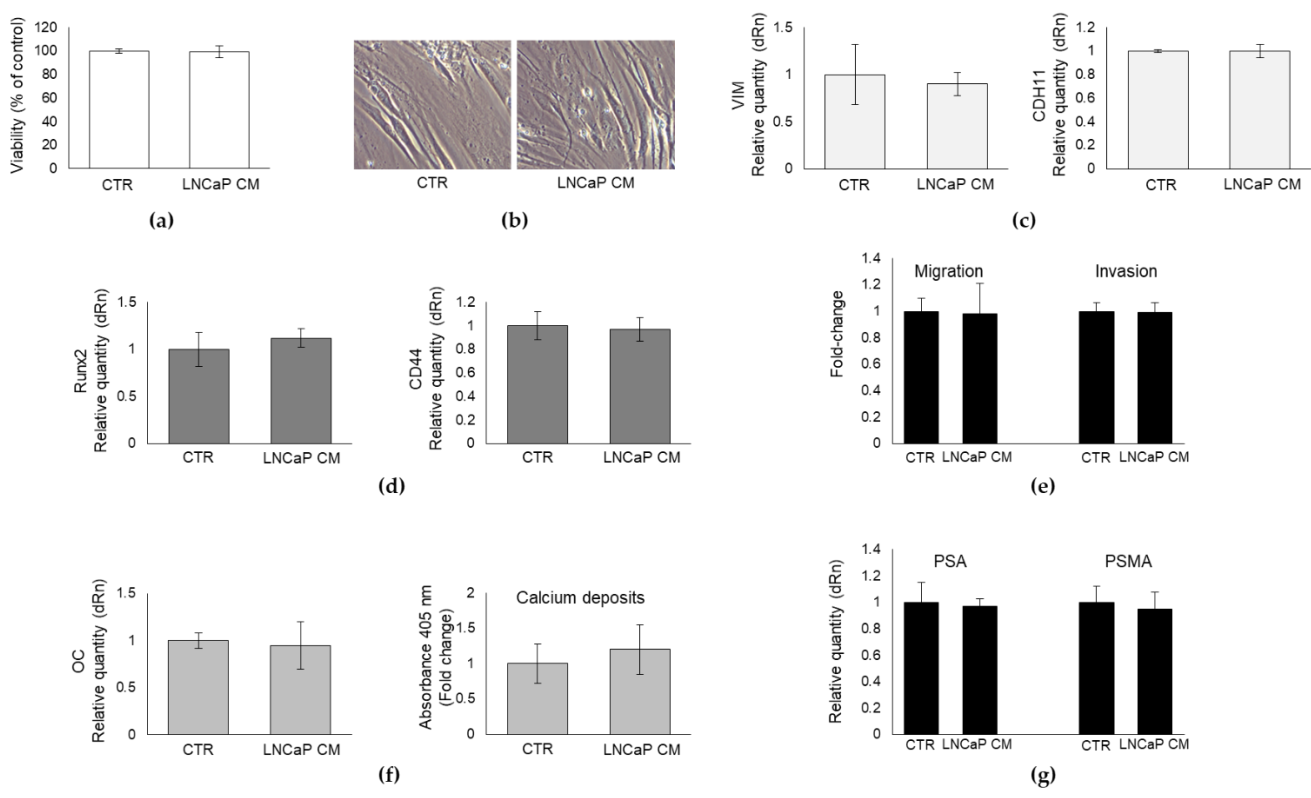 Viability (% of control)
120
100
80
60
40
20
0
CTR
LNCaP CM
(a)
CTR
LNCaP CM
(b)
VIM
Relative quantity (dRn)
1.5
1
0.5
0
CTR
LNCaP CM
CDH11
Relative quantity (dRn)
1.2
1
0.8
0.6
0.4
0.2
0
CTR
LNCaP CM
(c)
Runx2
Relative quantity (dRn)
1.5
1
0.5
0
CTR
LNCaP CM
CD44
Relative quantity (dRn)
1.2
1
0.8
0.6
0.4
0.2
0
CTR
LNCaP CM
(d)
Fold-change
1.4
1.2
1
0.8
0.6
0.4
0.2
0
Migration
Invasion
CTR
LNCaP CM
CTR
LNCaP CM
(e)
OC
Relative quantity (dRn)
1.5
1
0.5
0
CTR
LNCaP CM
Absorbance 405 nm
(Fold change)
2
1.5
1
0.5
0
Calcium deposits
CTR
LNCaP CM
(f)
Relative quantity (dRn)
1.4
1.2
1
0.8
0.6
0.4
0.2
0
PSA
PSMA
CTR
LNCaP CM
CTR
LNCaP CM
(g)